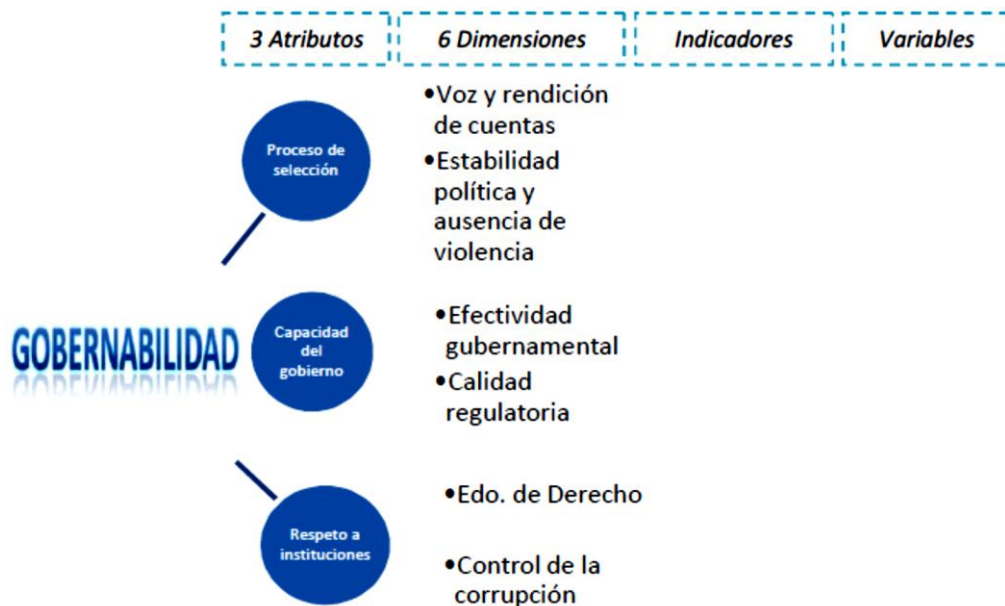 3 Atributos
6 Dimensiones
Indicadores
Variables
Proceso de
selección
•Voz y rendición
de cuentas
•Estabilidad
política y
ausencia de
violencia
GOBERNABILIDAD
Capacidad
del
gobierno
•Efectividad
gubernamental
•Calidad
regulatoria
Respeto a
instituciones
•Edo. de Derecho
•Control de la
corrupción